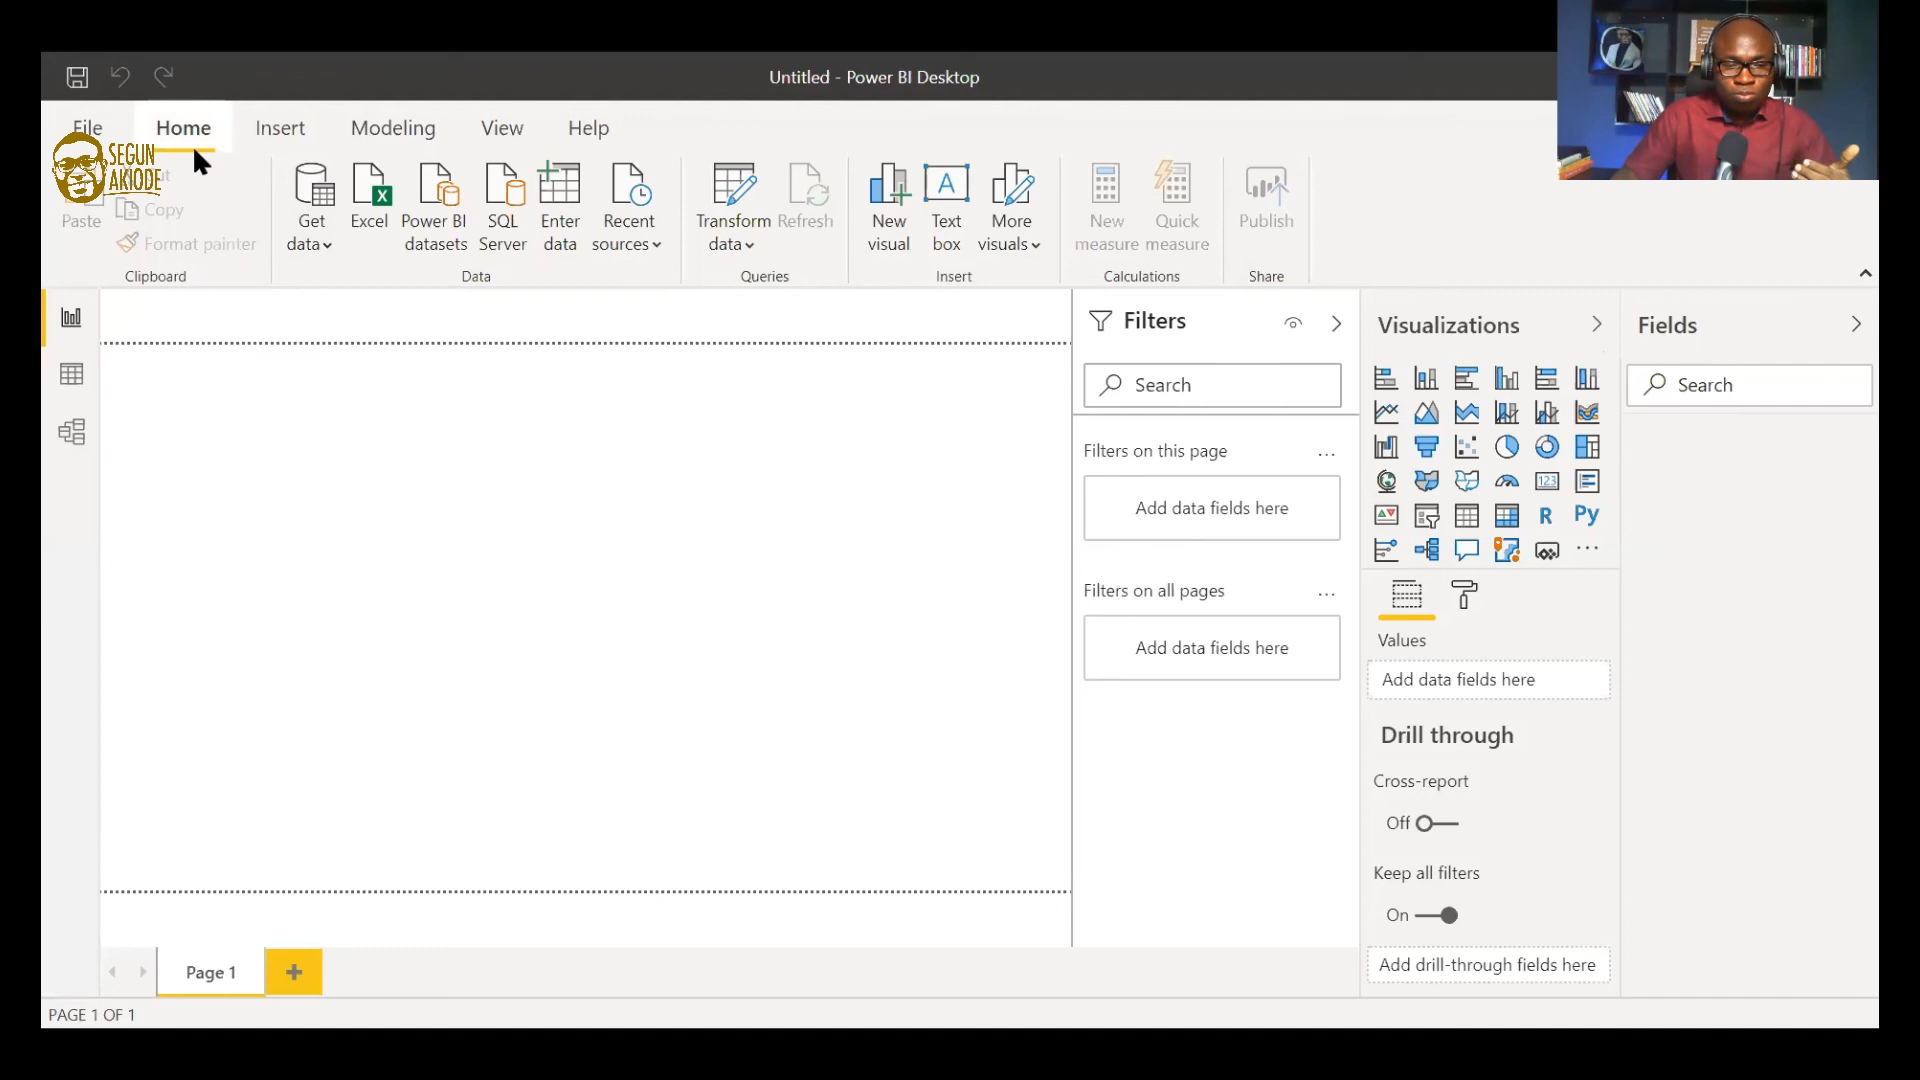 Untitled - Power BI Desktop
File Home Insert Modeling View Help
SEGUN
AKIODE
Paste
Copy
Format painter
Clipboard
Get data
Excel
Power BI datasets
SQL Server
Enter data
Recent sources
Data
Transform data
Refresh
Queries
New visual
Text box
More visuals
Insert
New measure
Quick measure
Calculations
Publish
Share
Filters
Search
Filters on this page ...
Add data fields here
Filters on all pages ...
Add data fields here
Visualizations
123
R
Py
...
Values
Add data fields here
Drill through
Cross-report
Off
Keep all filters
On
Add drill-through fields here
Fields
Search
Page 1
PAGE 1 OF 1